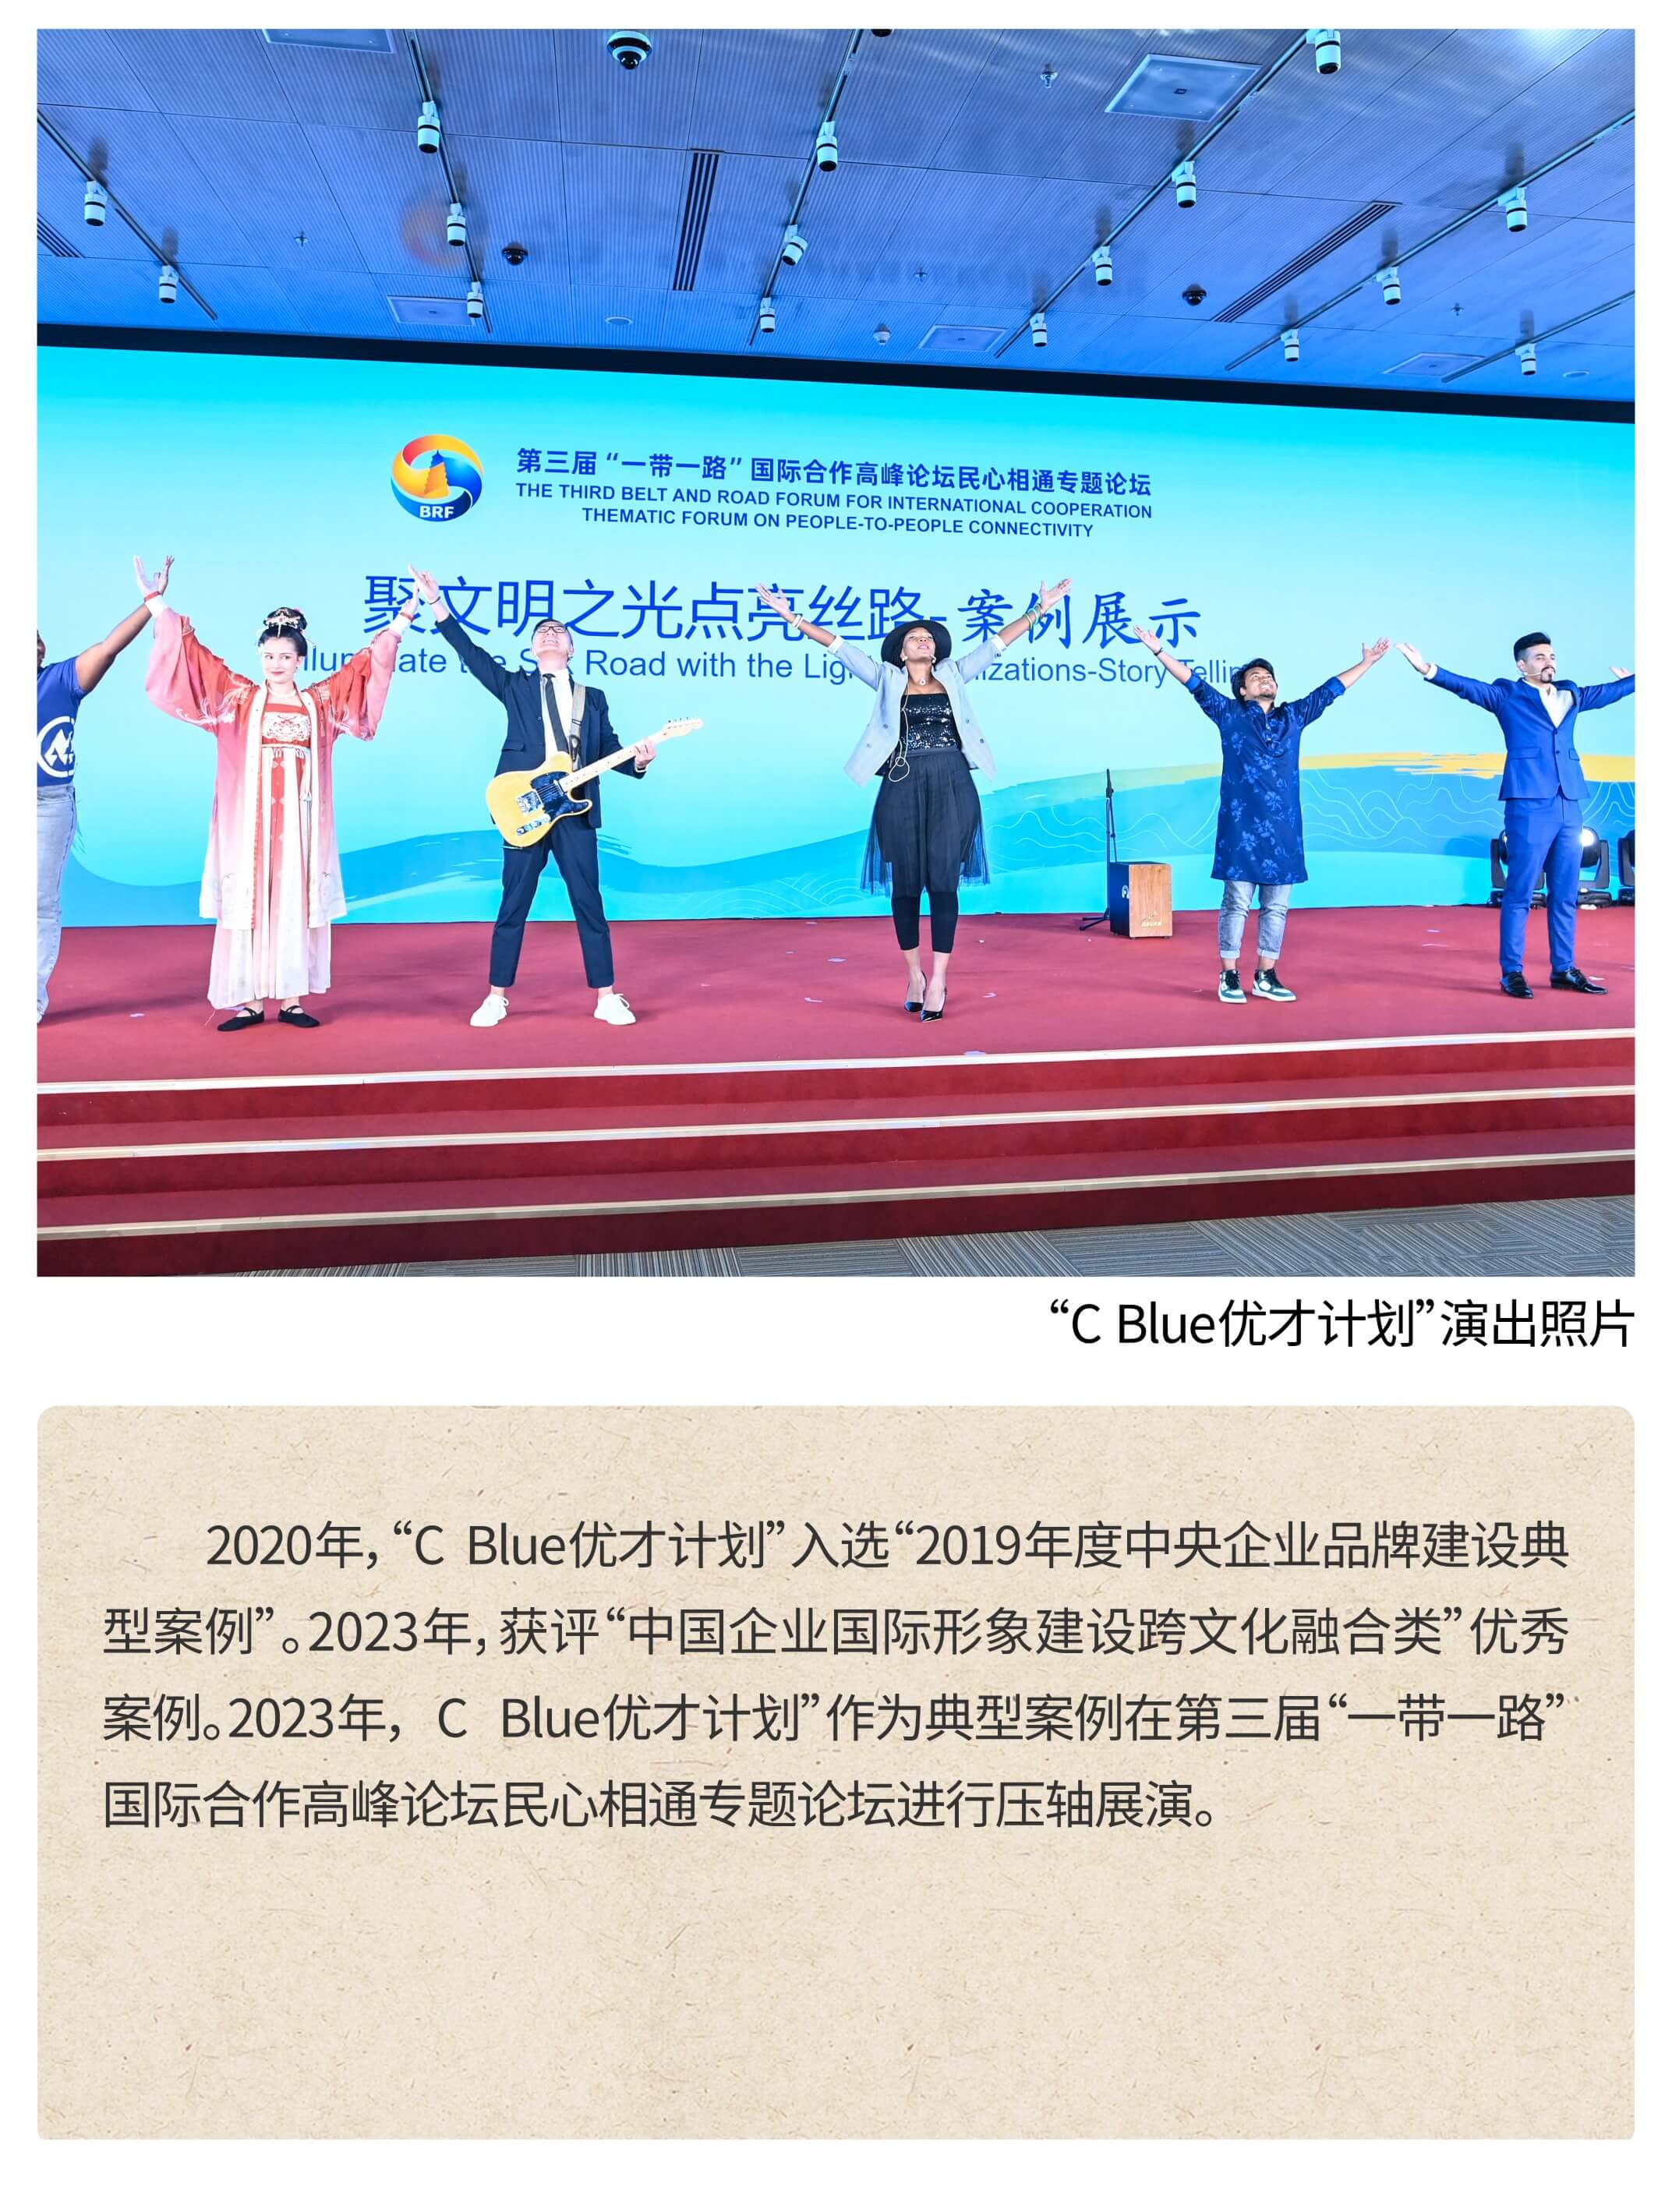 BRF
第三届“一带一路”国际合作高峰论坛民心相通专题论坛
THE THIRD BELT AND ROAD FORUM FOR INTERNATIONAL COOPERATION
THEMATIC FORUM ON PEOPLE-TO-PEOPLE CONNECTIVITY
聚文明之光点亮丝路-案例展示
Road with the
“C Blue优才计划”演出照片
2020年，“C Blue优才计划”入选“2019年度中央企业品牌建设典
型案例”。2023年，获评“中国企业国际形象建设跨文化融合类”优秀
案例。2023年， C Blue优才计划”作为典型案例在第三届“一带一路”
国际合作高峰论坛民心相通专题论坛进行压轴展演。